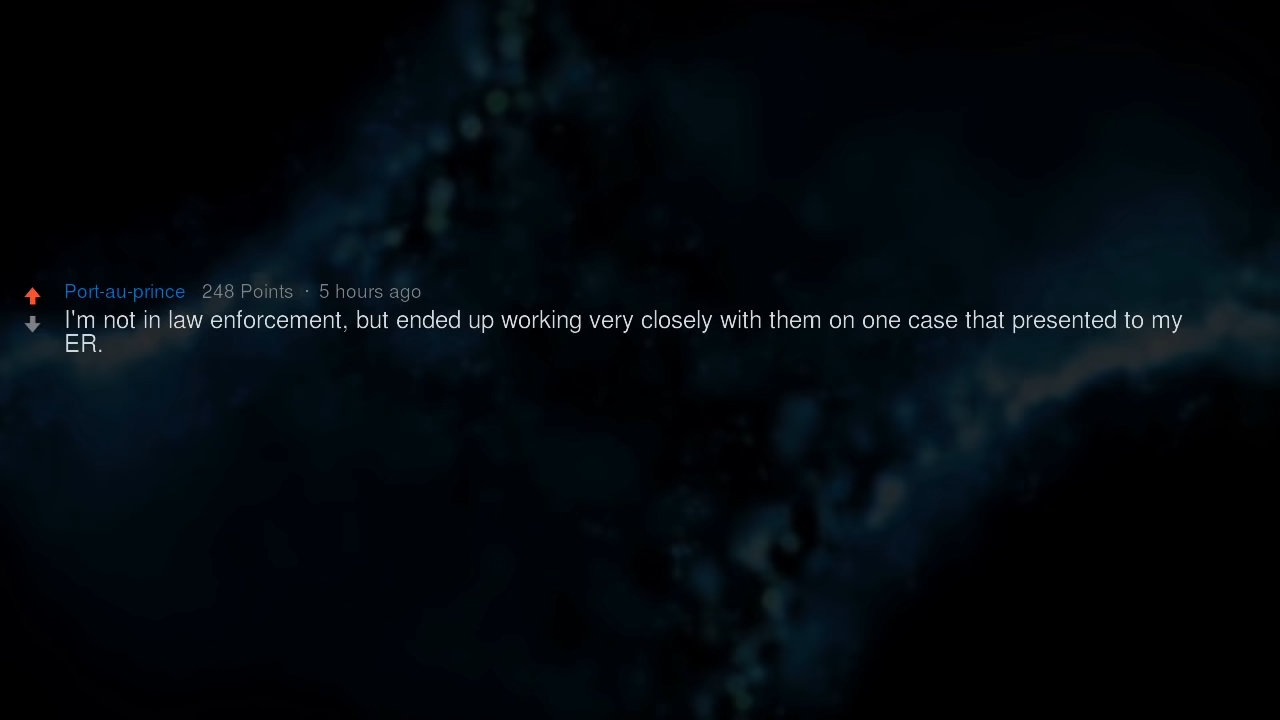 Port-au-prince 248 Points · 5 hours ago
I'm not in law enforcement, but ended up working very closely with them on one case that presented to my
ER.